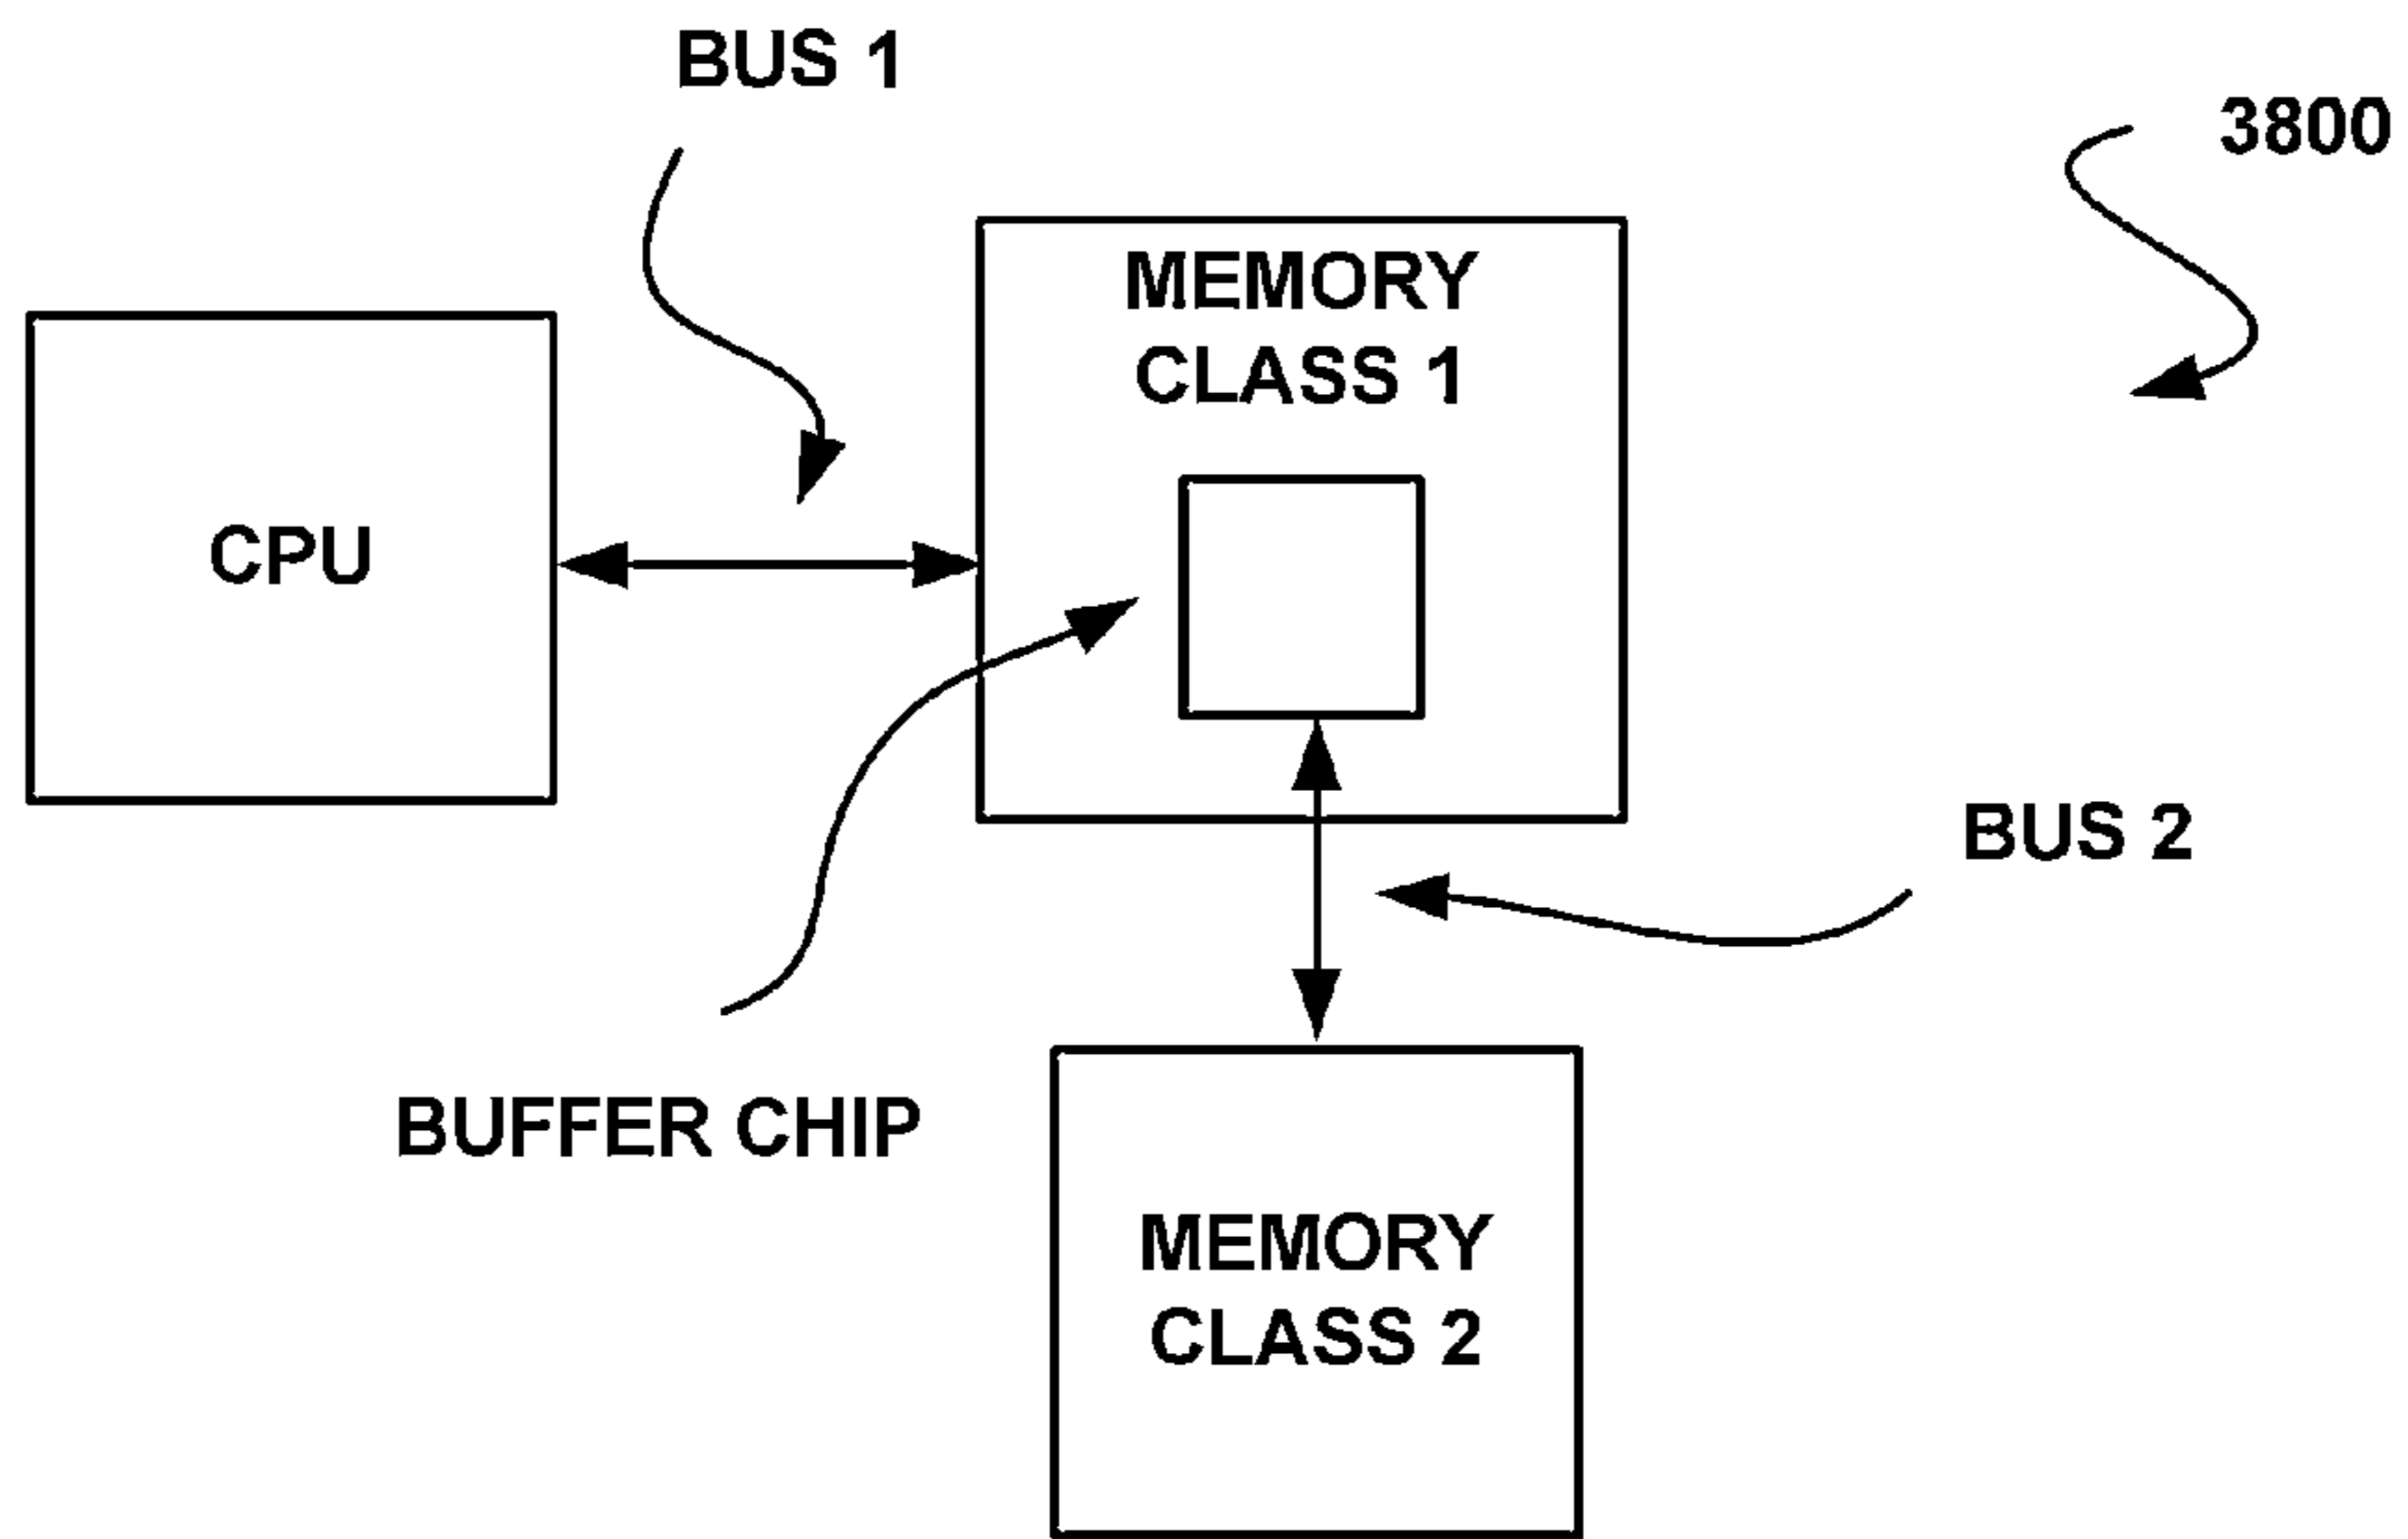 BUS 1
3800
MEMORY
CLASS 1
CPU
BUS 2
BUFFER CHIP
MEMORY
CLASS 2